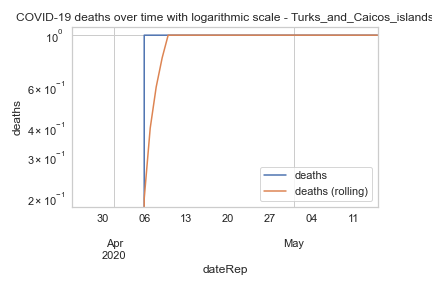 COVID-19 deaths over time with logarithmic scale - Turks_and_Caicos_islands
10⁰
6 × 10⁻¹
4 × 10⁻¹
3 × 10⁻¹
2 × 10⁻¹
deaths
deaths
deaths (rolling)
30 06 13 20 27 04 11
Apr May
2020
dateRep